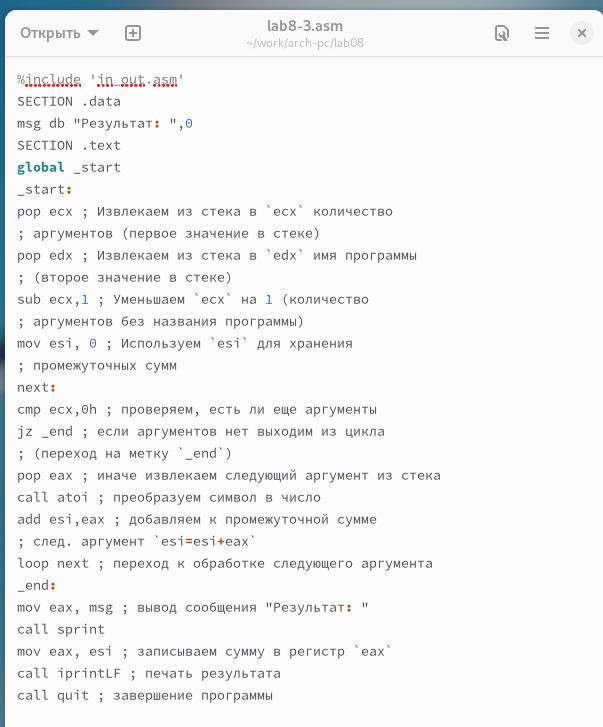 Открыть
lab8-3.asm
~/work/arch-pc/lab08
%include 'in_out.asm'
SECTION .data
msg db "Результат: ",0
SECTION .text
global _start
_start:
pop ecx ; Извлекаем из стека в `ecx` количество
; аргументов (первое значение в стеке)
pop edx ; Извлекаем из стека в `edx` имя программы
; (второе значение в стеке)
sub ecx,1 ; Уменьшаем `ecx` на 1 (количество
; аргументов без названия программы)
mov esi, 0 ; Используем `esi` для хранения
; промежуточных сумм
next:
cmp ecx,0h ; проверяем, есть ли еще аргументы
jz _end ; если аргументов нет выходим из цикла
; (переход на метку `_end`)
pop eax ; иначе извлекаем следующий аргумент из стека
call atoi ; преобразуем символ в число
add esi,eax ; добавляем к промежуточной сумме
; след. аргумент `esi=esi+eax`
loop next ; переход к обработке следующего аргумента
_end:
mov eax, msg ; вывод сообщения "Результат: "
call sprint
mov eax, esi ; записываем сумму в регистр `eax`
call iprintLF ; печать результата
call quit ; завершение программы